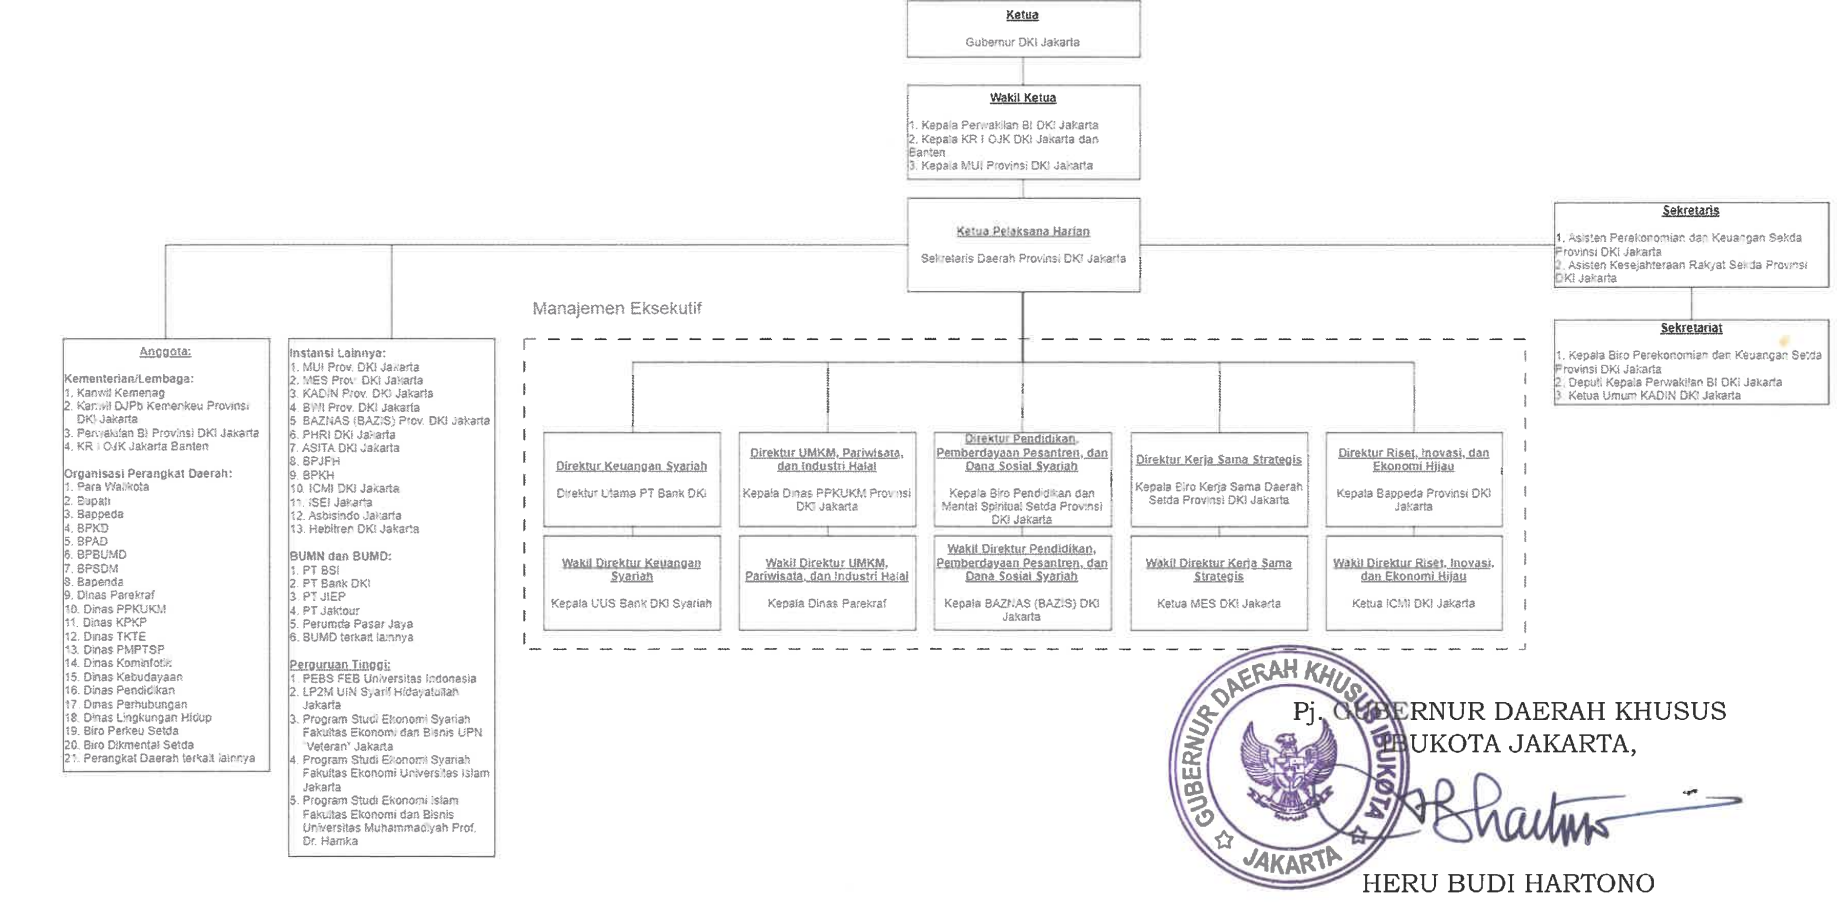 Ketua
Gubernur DKI Jakarta
Wakil Ketua
1. Kepala Perwakilan BI DKI Jakarta
2. Kepala KR I OJK DKI Jakarta dan
Banten
3. Kepala MUI Provinsi DKI Jakarta
Ketua Pelaksana Harian
Sekretaris Daerah Provinsi DKI Jakarta
Sekretaris
1. Asisten Perekonomian dan Keuangan Sekda
Provinsi DKI Jakarta
2. Asisten Kesejahteraan Rakyat Sekda Provinsi
DKI Jakarta
Sekretariat
1. Kepala Biro Perekonomian dan Keuangan Setda
Provinsi DKI Jakarta
2. Deputi Kepala Perwakilan BI DKI Jakarta
3. Ketua Umum KADIN DKI Jakarta
Anggota:
Kementerian/Lembaga:
1. Kanwil Kemenag
2. Kanwil DJPb Kemenkeu Provinsi
DKI Jakarta
3. Perwakilan BI Provinsi DKI Jakarta
4. KR I OJK Jakarta Banten
Organisasi Perangkat Daerah:
1. Para Walikota
2. Bupati
3. Bappeda
4. BPKD
5. BPAD
6. BPBUMD
7. BPSDM
8. Bapenda
9. Dinas Parekraf
10. Dinas PPKUKM
11. Dinas KPKP
12. Dinas TKTE
13. Dinas PMPTSP
14. Dinas Kominfotik
15. Dinas Kebudayaan
16. Dinas Pendidikan
17. Dinas Perhubungan
18. Dinas Lingkungan Hidup
19. Biro Perkeu Setda
20. Biro Dikmental Setda
21. Perangkat Daerah terkait lainnya
Instansi Lainnya:
1. MUI Prov. DKI Jakarta
2. MES Prov. DKI Jakarta
3. KADIN Prov. DKI Jakarta
4. BWI Prov. DKI Jakarta
5 BAZNAS (BAZIS) Prov. DKI Jakarta
6. PHRI DKI Jakarta
7. ASITA DKI Jakarta
8. BPJPH
9. BPKH
10. ICMI DKI Jakarta
11. ISEI Jakarta
12. Asbisindo Jakarta
13. Hebitren DKI Jakarta
BUMN dan BUMD:
1. PT BSI
2. PT Bank DKI
3. PT JIEP
4. PT Jaktour
5. Perumda Pasar Jaya
6. BUMD terkait lainnya
Perguruan Tinggi:
1. PEBS FEB Universitas Indonesia
2. LP2M UIN Syarif Hidayatullah
Jakarta
3. Program Studi Ekonomi Syariah
Fakultas Ekonomi dan Bisnis UPN
"Veteran" Jakarta
4. Program Studi Ekonomi Syariah
Fakultas Ekonomi Universitas Islam
Jakarta
5. Program Studi Ekonomi Islam
Fakultas Ekonomi dan Bisnis
Universitas Muhammadiyah Prof.
Dr. Hamka
Manajemen Eksekutif
Direktur Keuangan Syariah
Direktur Utama PT Bank DKI
Wakil Direktur Keuangan
Syariah
Kepala UUS Bank DKI Syariah
Direktur UMKM, Pariwisata,
dan Industri Halal
Kepala Dinas PPKUKM Provinsi
DKI Jakarta
Wakil Direktur UMKM,
Pariwisata, dan Industri Halal
Kepala Dinas Parekraf
Direktur Pendidikan,
Pemberdayaan Pesantren, dan
Dana Sosial Syariah
Kepala Biro Pendidikan dan
Mental Spiritual Setda Provinsi
DKI Jakarta
Wakil Direktur Pendidikan,
Pemberdayaan Pesantren, dan
Dana Sosial Syariah
Kepala BAZNAS (BAZIS) DKI
Jakarta
Direktur Kerja Sama Strategis
Kepala Biro Kerja Sama Daerah
Setda Provinsi DKI Jakarta
Wakil Direktur Kerja Sama
Strategis
Ketua MES DKI Jakarta
Direktur Riset, Inovasi, dan
Ekonomi Hijau
Kepala Bappeda Provinsi DKI
Jakarta
Wakil Direktur Riset, Inovasi,
dan Ekonomi Hijau
Ketua ICMI DKI Jakarta
Pj. GUBERNUR DAERAH KHUSUS
IBUKOTA JAKARTA,
GUBERNUR DAERAH KHUSUS IBUKOTA
JAKARTA
HERU BUDI HARTONO